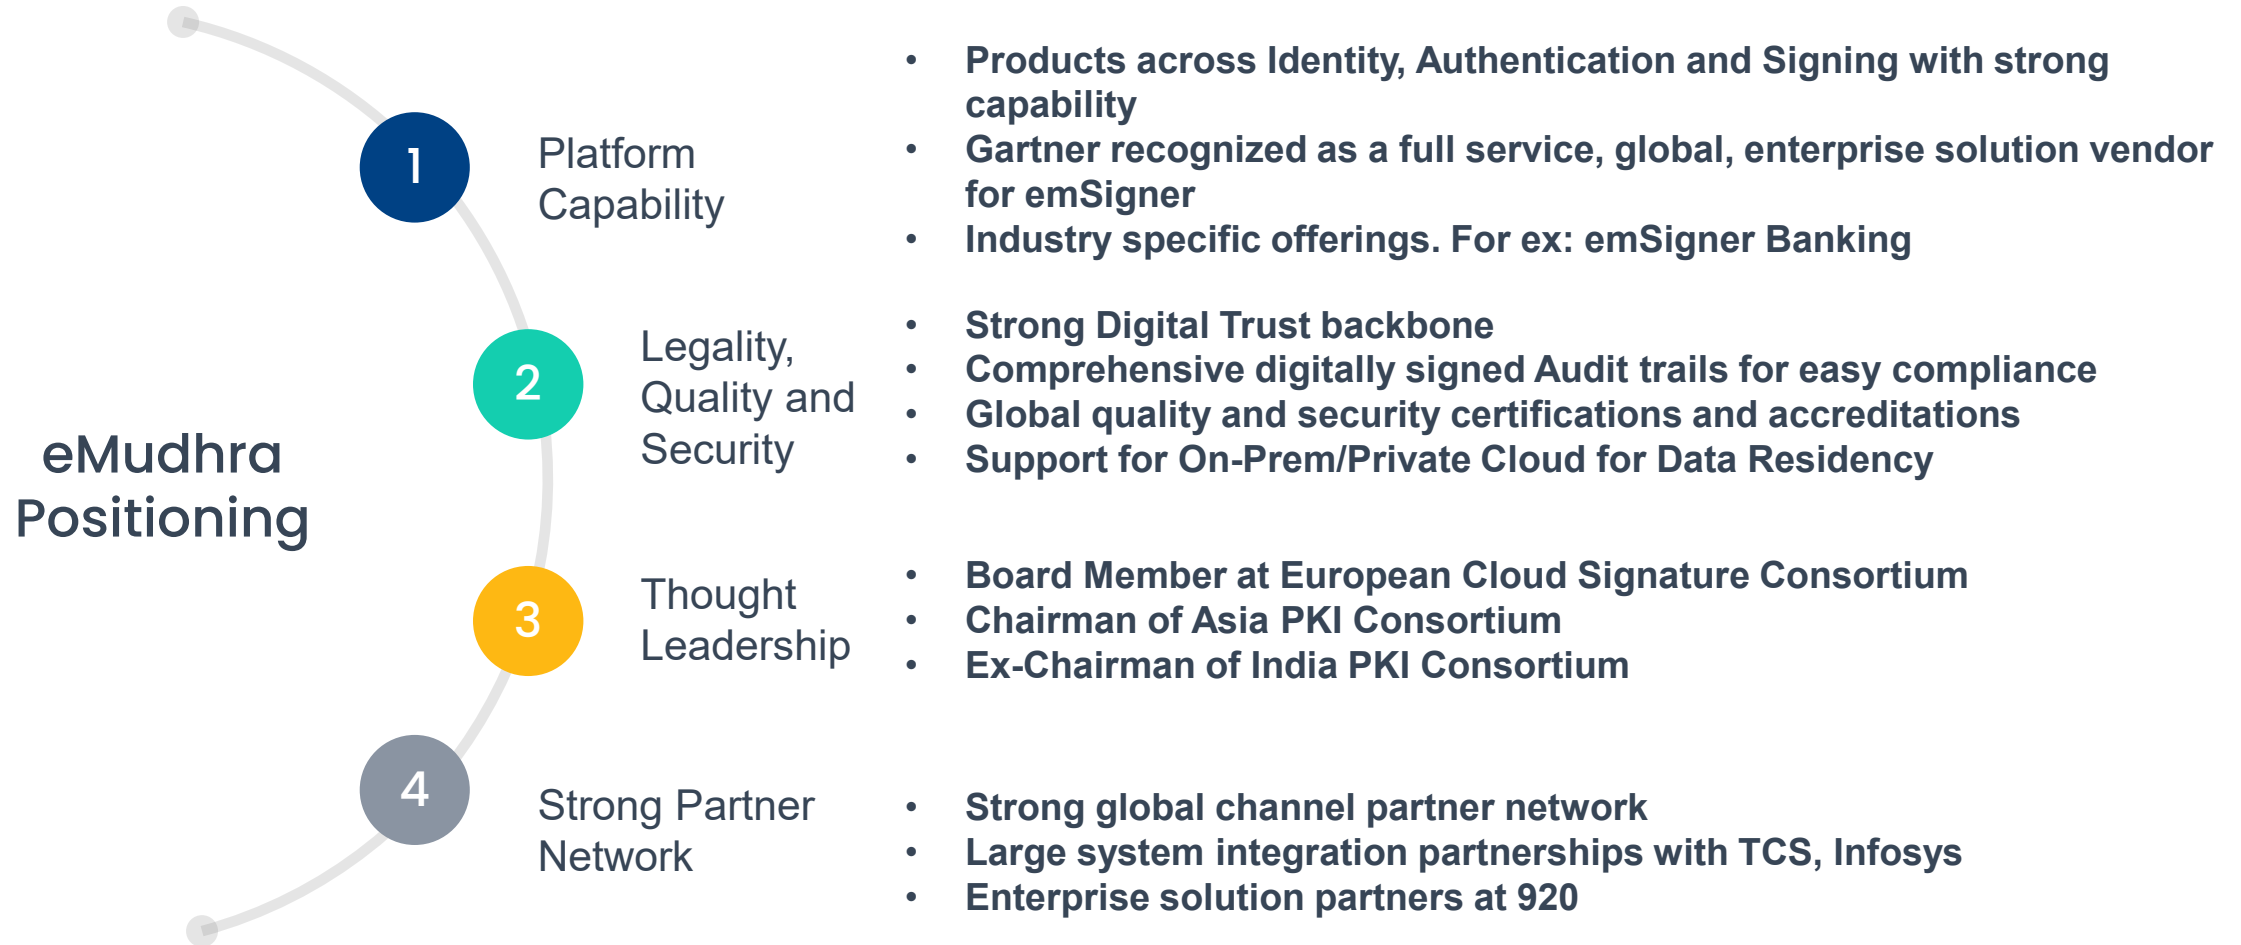 eMudhra
Positioning
1
Platform
Capability
• Products across Identity, Authentication and Signing with strong
capability
• Gartner recognized as a full service, global, enterprise solution vendor
for emSigner
• Industry specific offerings. For ex: emSigner Banking
2
Legality,
Quality and
Security
• Strong Digital Trust backbone
• Comprehensive digitally signed Audit trails for easy compliance
• Global quality and security certifications and accreditations
• Support for On-Prem/Private Cloud for Data Residency
3
Thought
Leadership
• Board Member at European Cloud Signature Consortium
• Chairman of Asia PKI Consortium
• Ex-Chairman of India PKI Consortium
4
Strong Partner
Network
• Strong global channel partner network
• Large system integration partnerships with TCS, Infosys
• Enterprise solution partners at 920